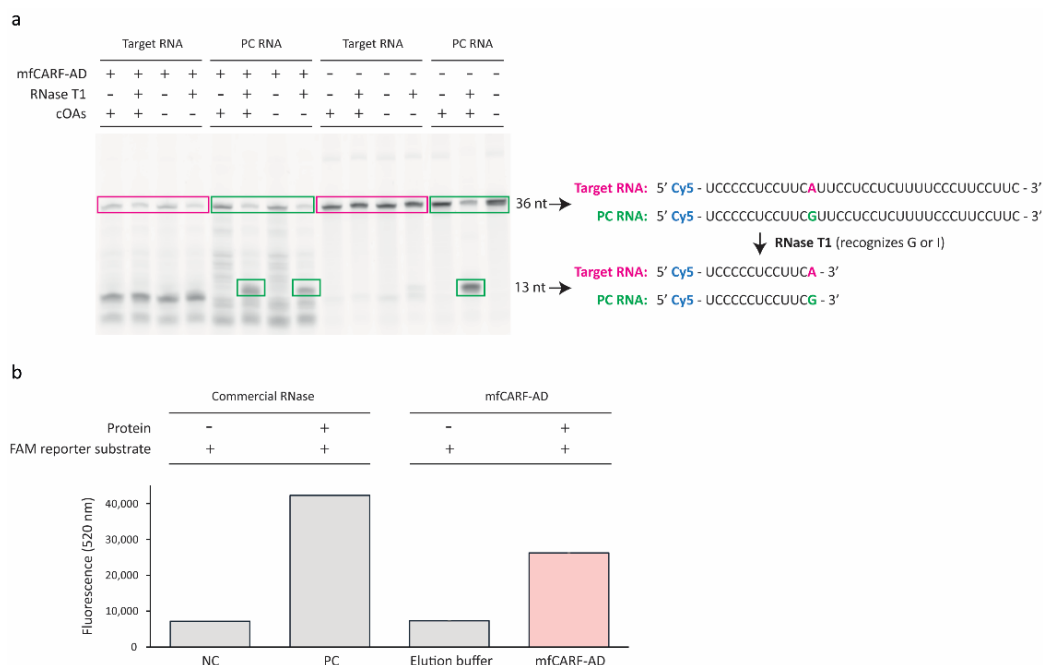 a
Target RNA PC RNA Target RNA PC RNA
mfCARF-AD + + + + + + + + - - - - - - -
RNase T1 - + - + - + - + - + - + - + -
cOAs + + - - + + - - + + - - + + -
36 nt
Target RNA: 5’ Cy5 - UCCCCCUCCUUCAUUCCUCCUCUUUUCCCUUCCUUC - 3’
PC RNA: 5’ Cy5 - UCCCCCUCCUUCGUUCCUCCUCUUUUCCCUUCCUUC - 3’
RNase T1 (recognizes G or I)
13 nt
Target RNA: 5’ Cy5 - UCCCCCUCCUUCA - 3’
PC RNA: 5’ Cy5 - UCCCCCUCCUUCG - 3’
b
Commercial RNase mfCARF-AD
Protein - + - +
FAM reporter substrate + + + +
Fluorescence (520 nm)
40,000
30,000
20,000
10,000
0
NC PC Elution buffer mfCARF-AD